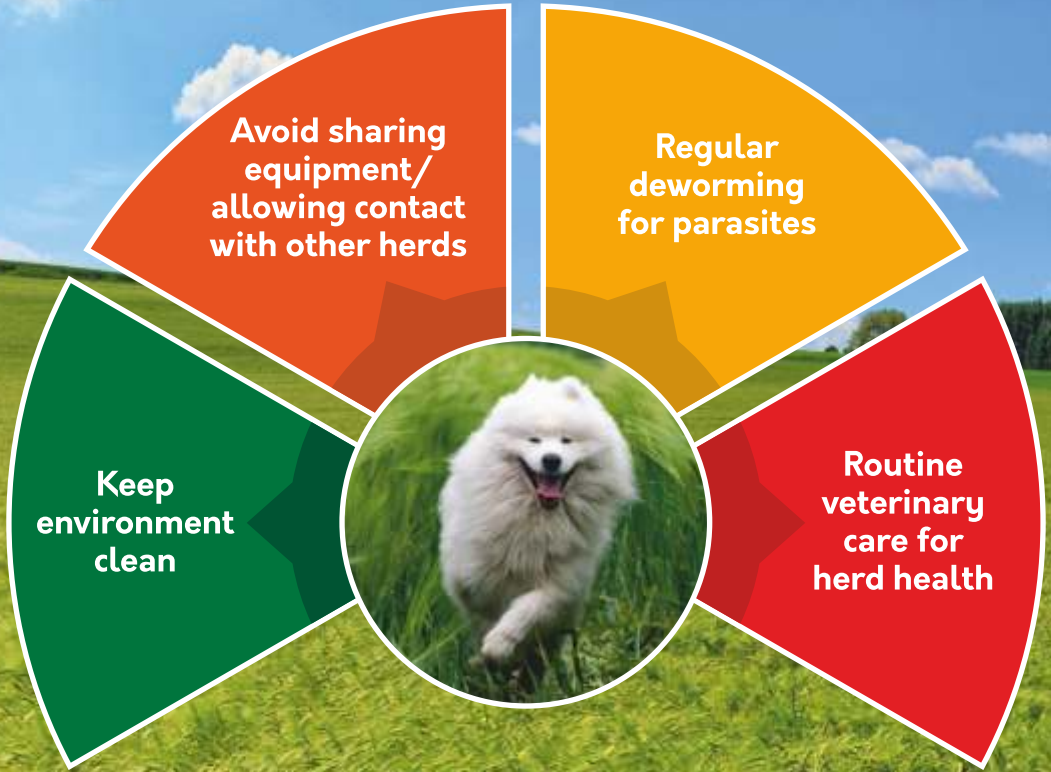 Avoid sharing
equipment/
allowing contact
with other herds
Regular
deworming
for parasites
Keep
environment
clean
Routine
veterinary
care for
herd health